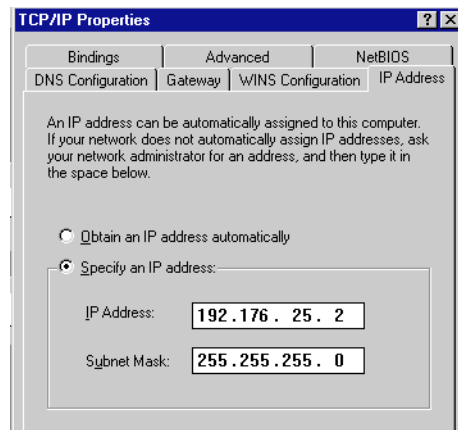 TCP/IP Properties
Bindings Advanced NetBIOS
DNS Configuration Gateway WINS Configuration IP Address
An IP address can be automatically assigned to this computer.
If your network does not automatically assign IP addresses, ask
your network administrator for an address, and then type it in
the space below.
Obtain an IP address automatically
Specify an IP address:
IP Address: 192.176. 25. 2
Subnet Mask: 255.255.255. 0